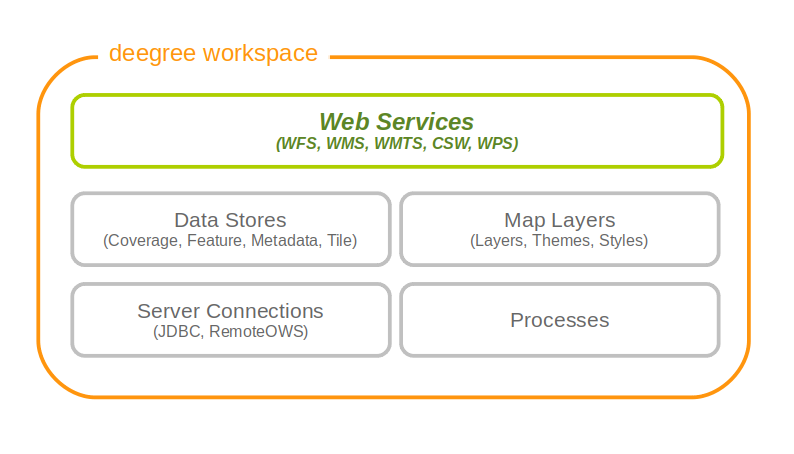 deegree workspace
Web Services
(WFS, WMS, WMTS, CSW, WPS)
Data Stores
(Coverage, Feature, Metadata, Tile)
Map Layers
(Layers, Themes, Styles)
Server Connections
(JDBC, RemoteOWS)
Processes